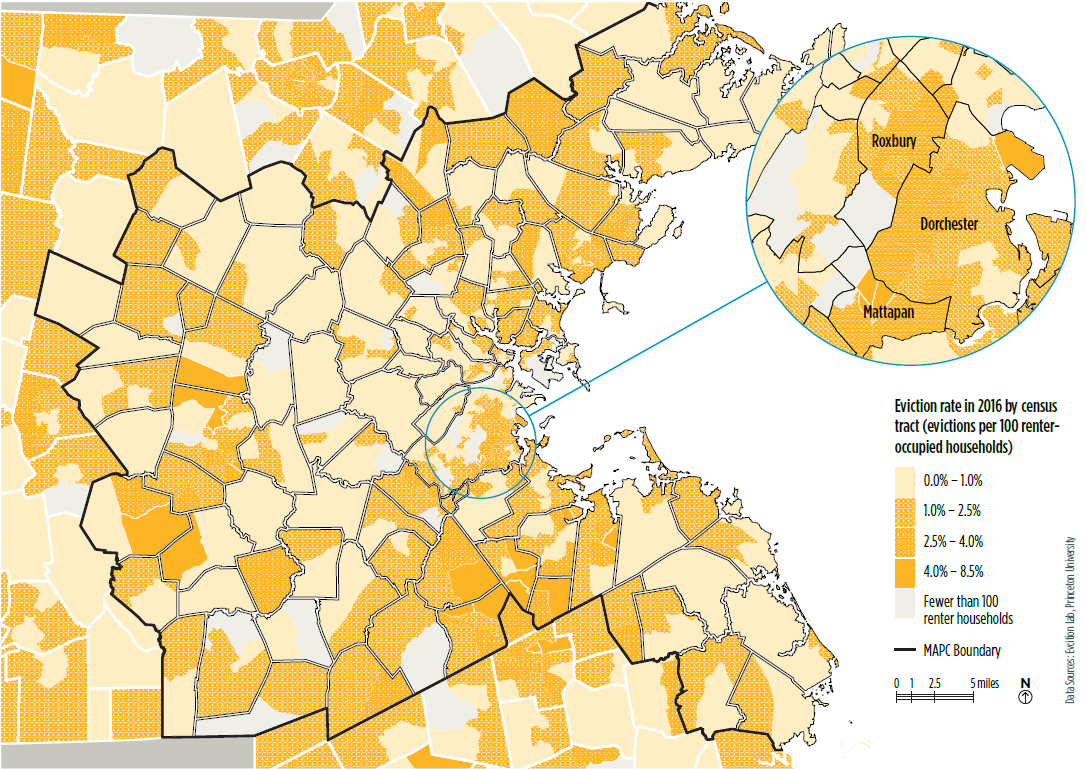 Roxbury
Dorchester
Mattapan
Eviction rate in 2016 by census
tract (evictions per 100 renter-
occupied households)
0.0% – 1.0%
1.0% – 2.5%
2.5% – 4.0%
4.0% – 8.5%
Fewer than 100
renter households
MAPC Boundary
0 1 2.5 5 miles
N
Data Sources: Eviction Lab, Princeton University